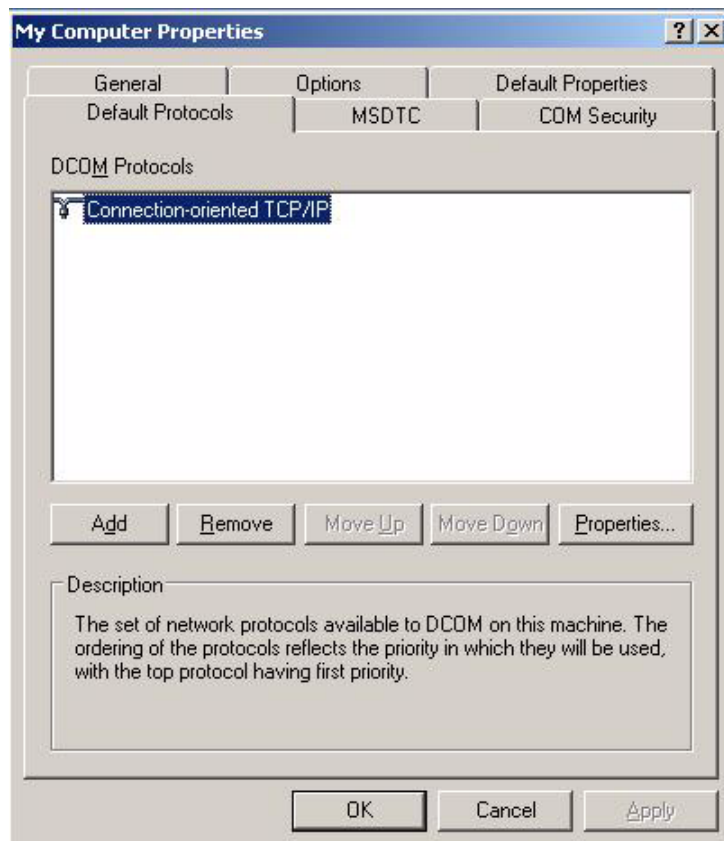 My Computer Properties
General Options Default Properties
Default Protocols MSDTC COM Security
DCOM Protocols
Connection-oriented TCP/IP
Add Remove Move Up Move Down Properties...
Description
The set of network protocols available to DCOM on this machine. The
ordering of the protocols reflects the priority in which they will be used,
with the top protocol having first priority.
OK Cancel Apply